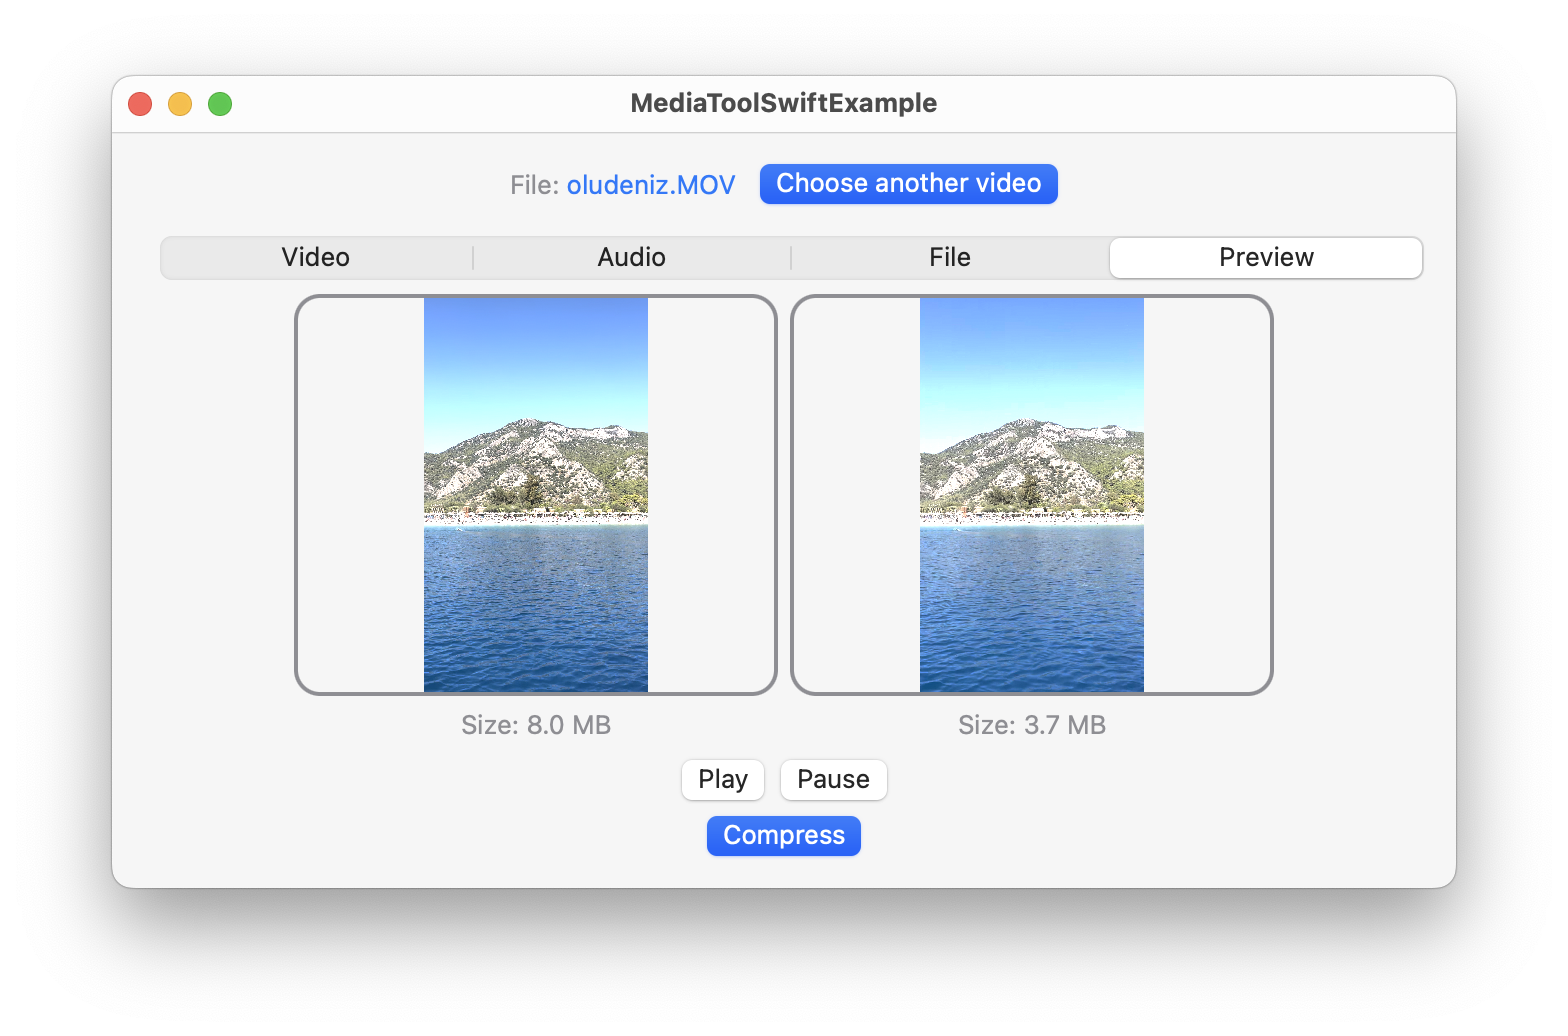 MediaToolSwiftExample
File: oludeniz.MOV Choose another video
Video Audio File Preview
Size: 8.0 MB Size: 3.7 MB
Play Pause
Compress